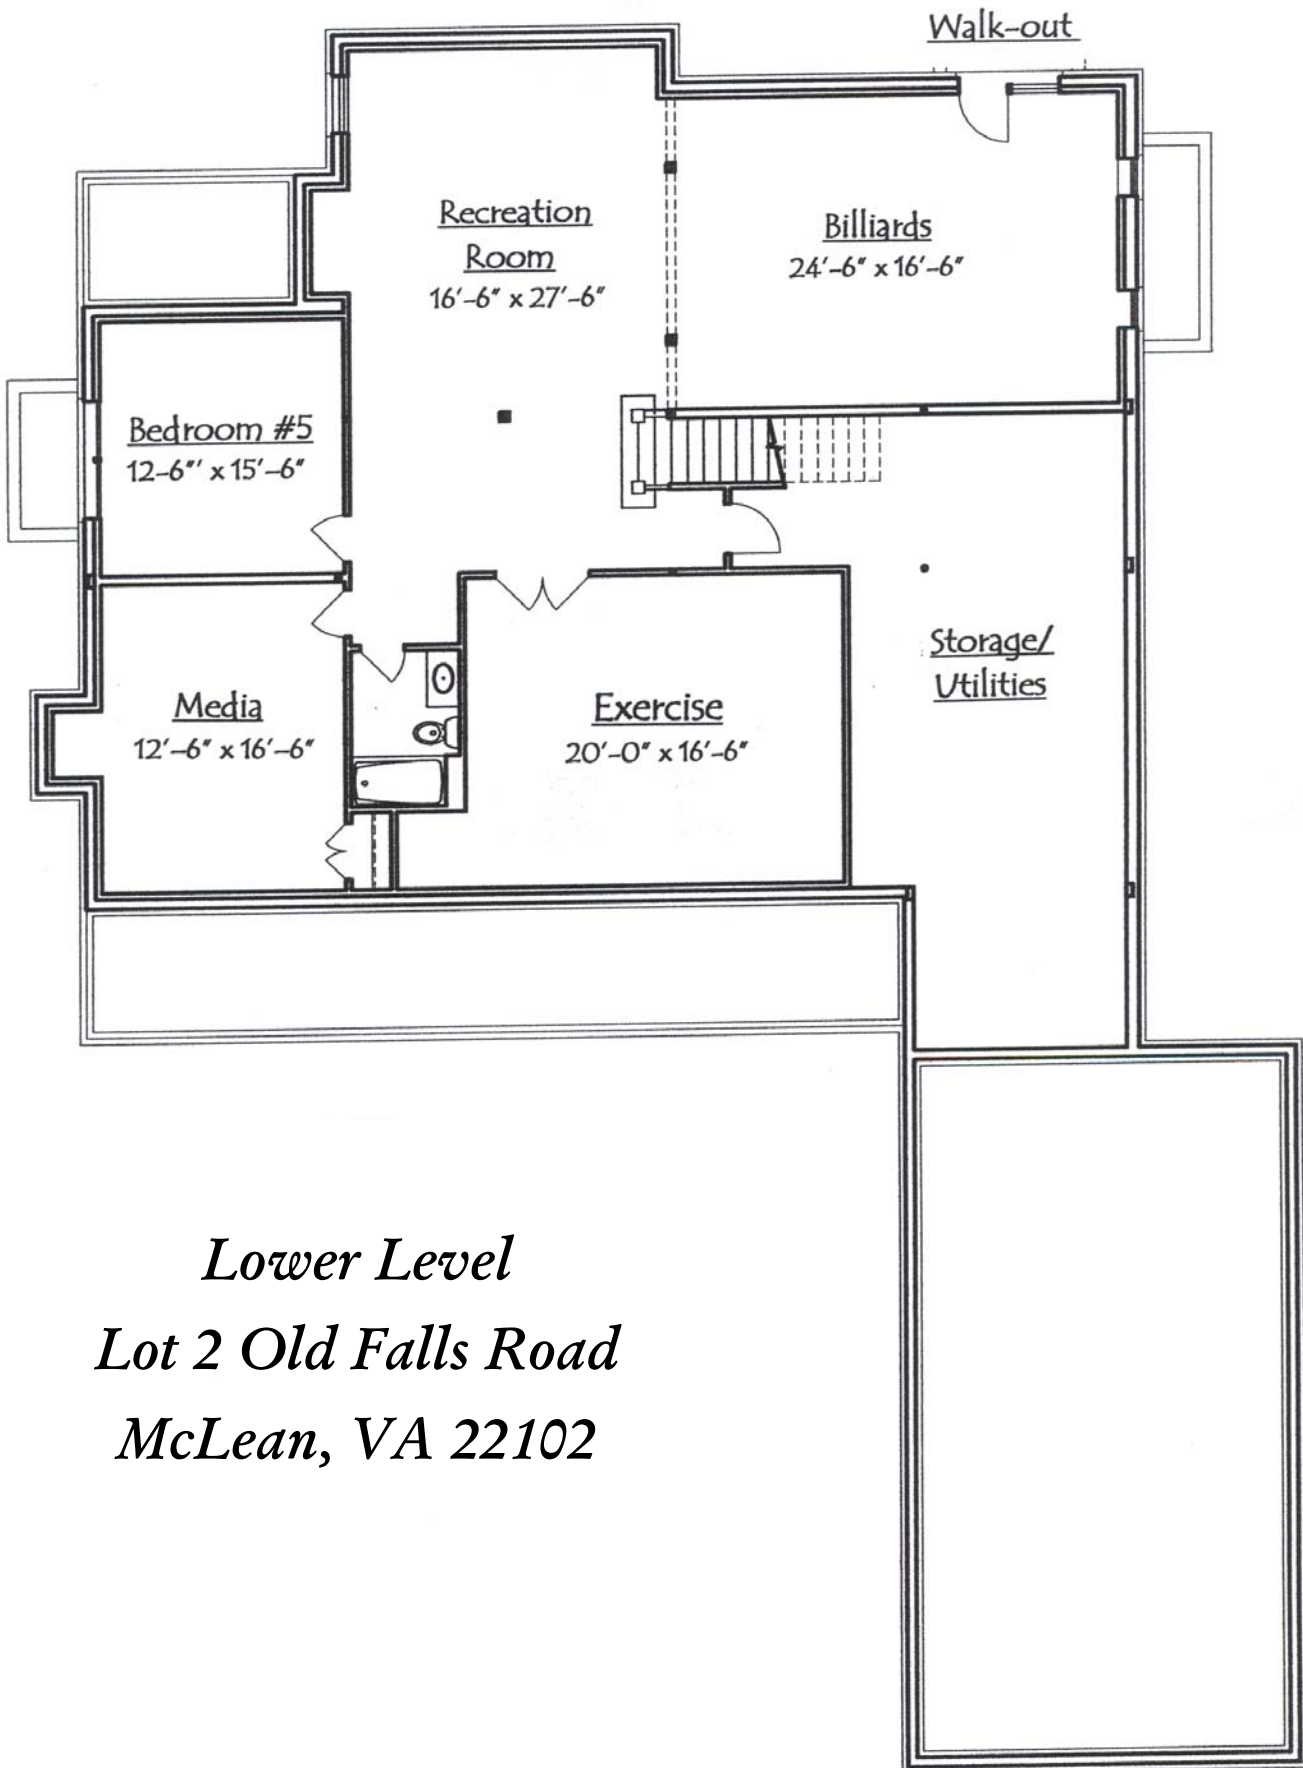 Walk-out
Recreation
Room
16'-6" x 27'-6"
Billiards
24'-6" x 16'-6"
Bedroom #5
12-6"' x 15'-6"
Storage/
Utilities
Media
12'-6" x 16'-6"
Exercise
20'-0" x 16'-6"
Lower Level
Lot 2 Old Falls Road
McLean, VA 22102